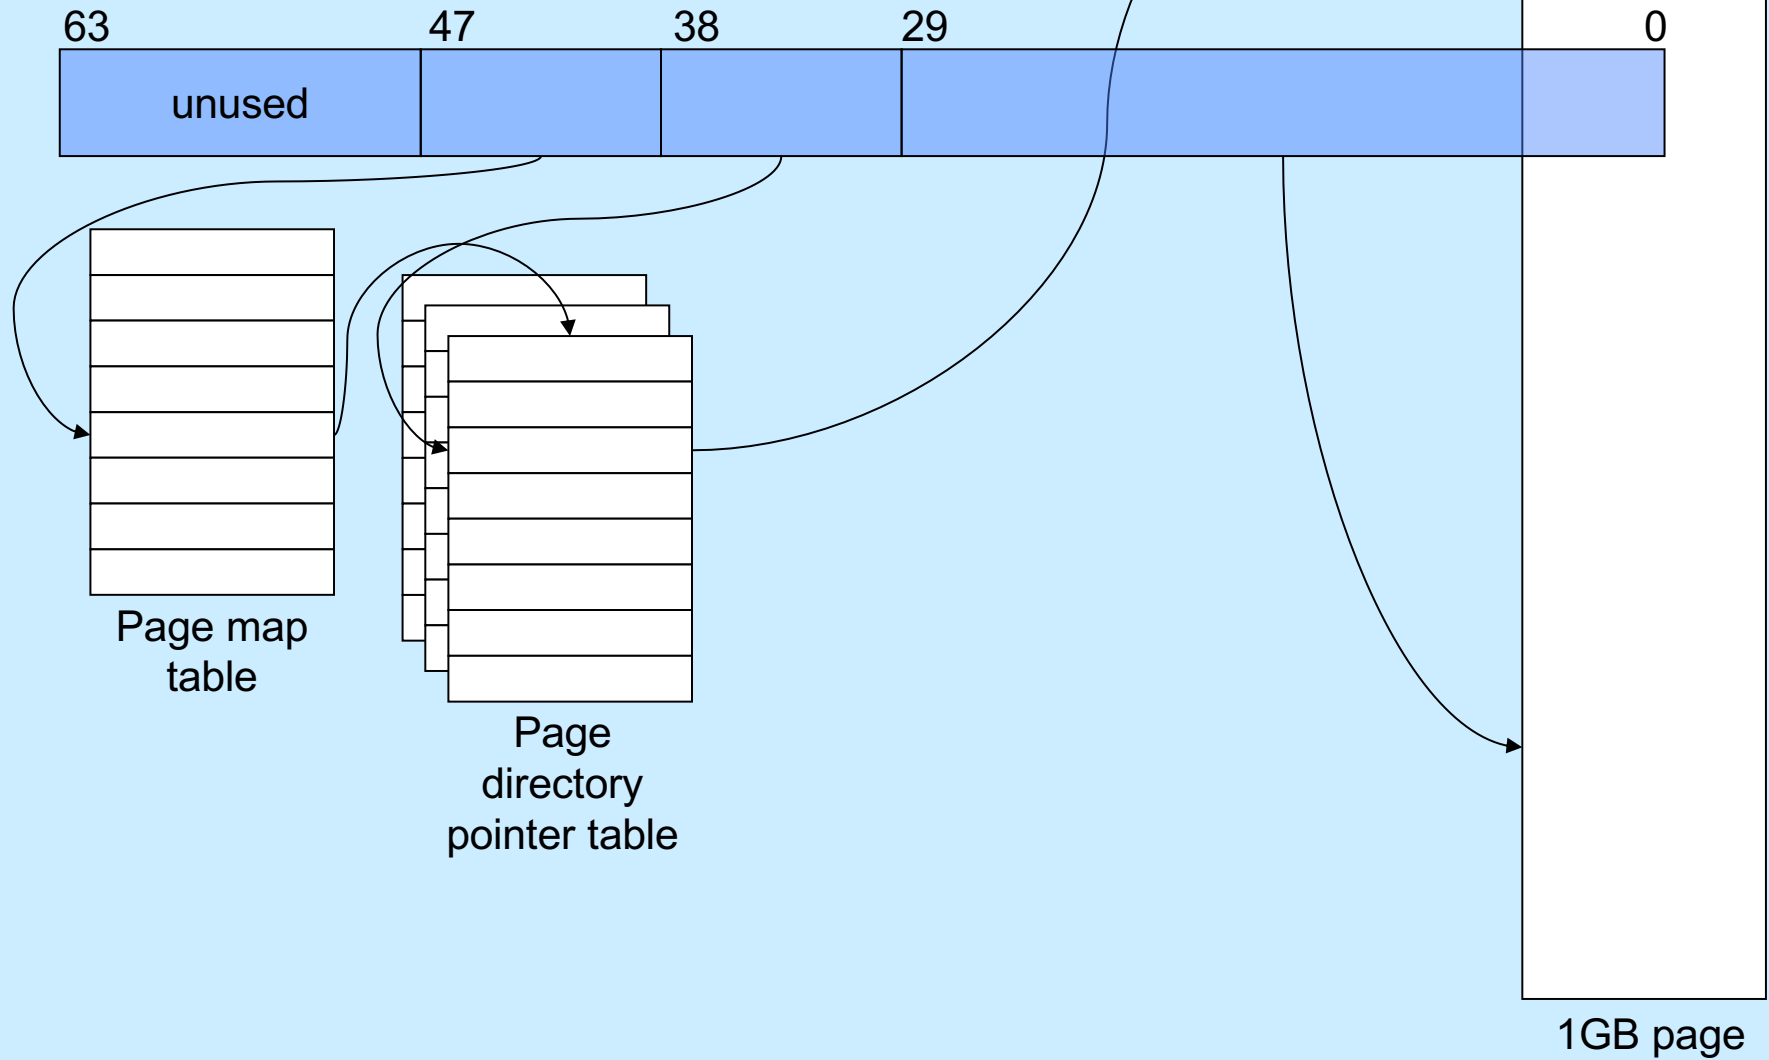 63 47 38 29 0
unused
Page map
table
Page
directory
pointer table
1GB page